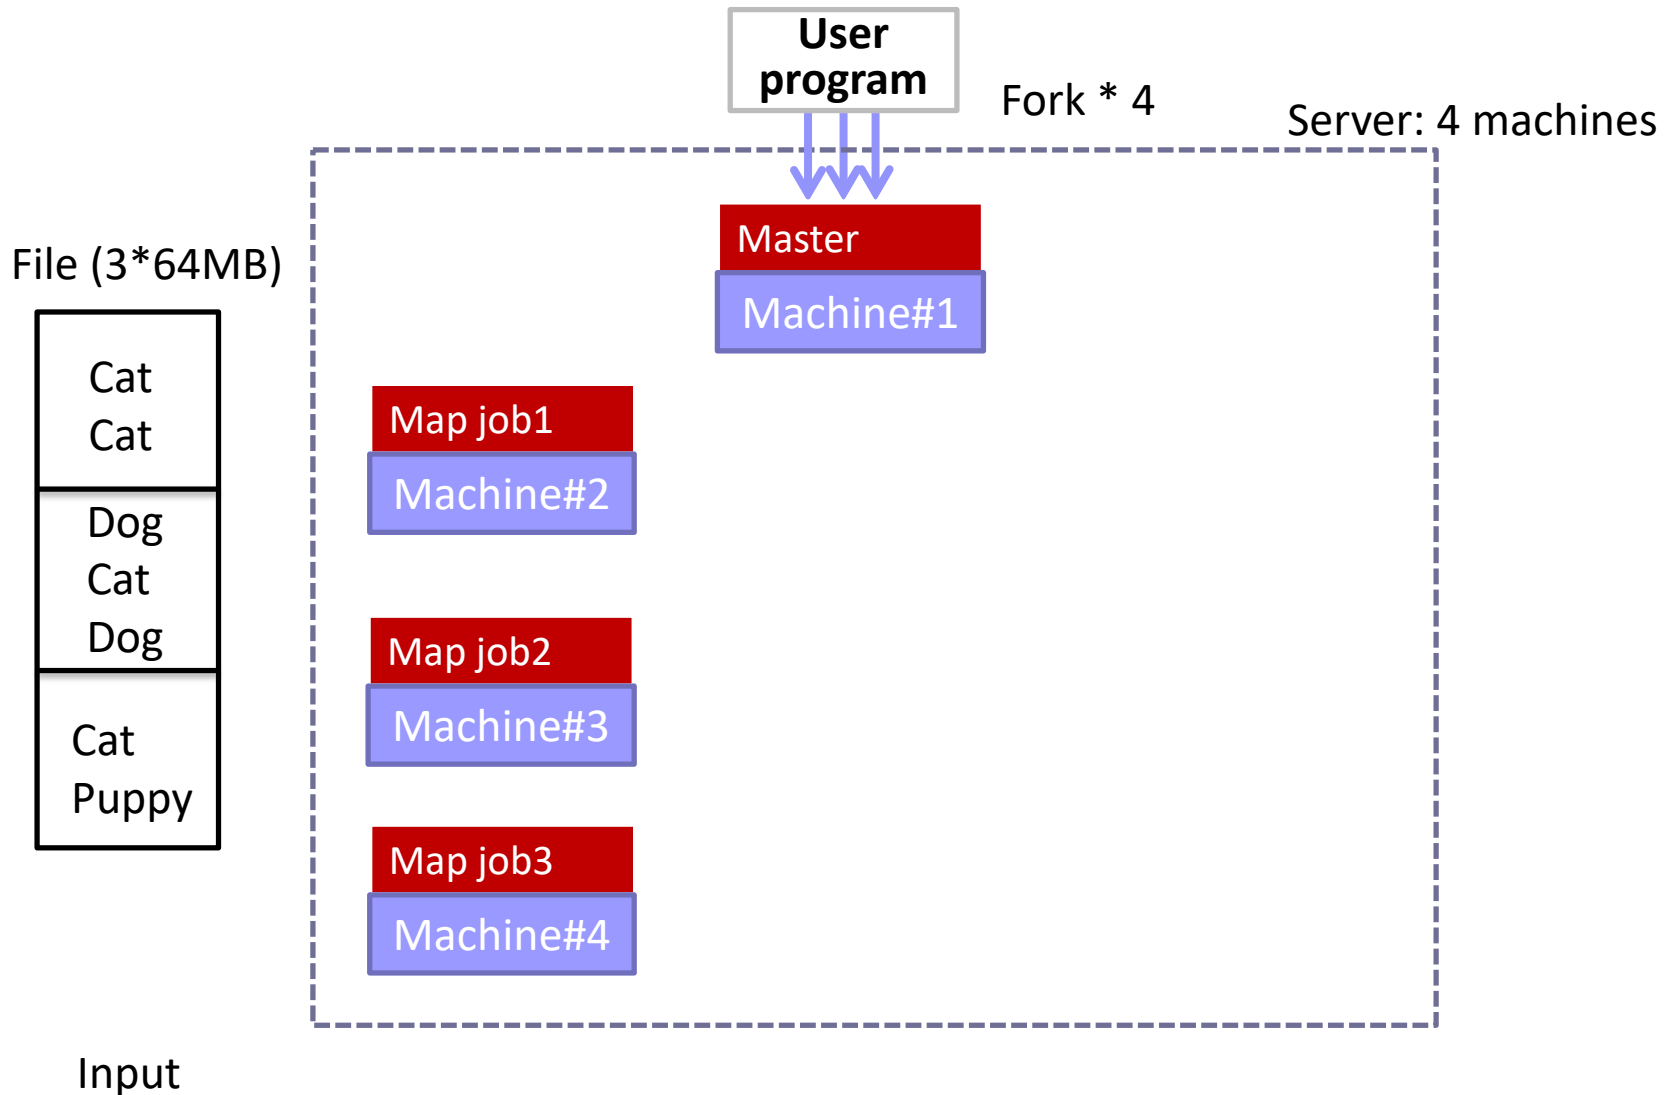 User
program
Fork * 4
Server: 4 machines
Master
Machine#1
File (3*64MB)
Cat
Cat
Dog
Cat
Dog
Cat
Puppy
Map job1
Machine#2
Map job2
Machine#3
Map job3
Machine#4
Input